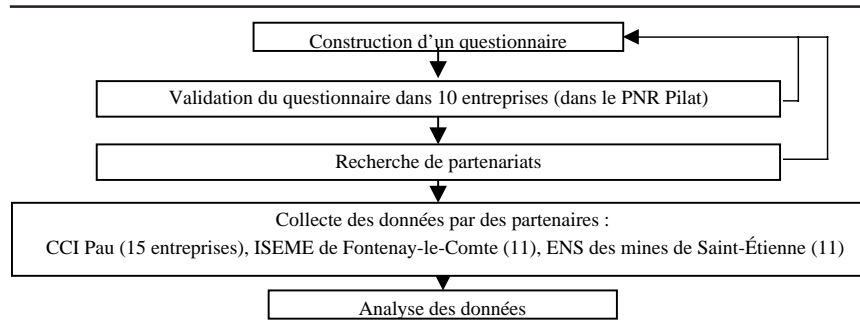 Construction d'un questionnaire
Validation du questionnaire dans 10 entreprises (dans le PNR Pilat)
Recherche de partenariats
Collecte des données par des partenaires :
CCI Pau (15 entreprises), ISEME de Fontenay-le-Comte (11), ENS des mines de Saint-Étienne (11)
Analyse des données